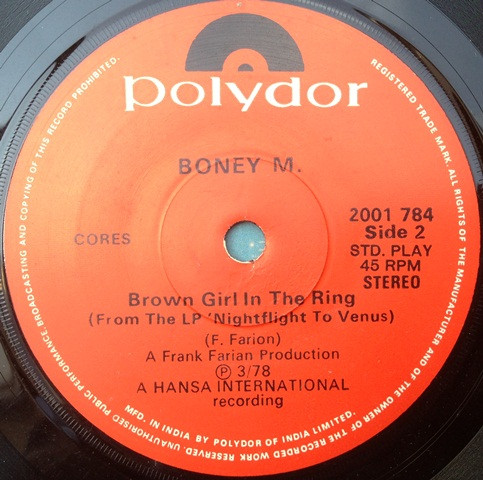 polydor
BONEY M.
CORES
2001 784
Side 2
STD. PLAY
45 RPM
STEREO
Brown Girl In The Ring
(From The LP 'Nightflight To Venus)
(F. Farion)
A Frank Farian Production
Ⓟ 3/78
A HANSA INTERNATIONAL
recording
MFD. IN INDIA BY POLYDOR OF INDIA LIMITED.
REGISTERED TRADE MARK. ALL RIGHTS OF THE MANUFACTURER AND OF THE OWNER OF THE RECORDED WORK RESERVED. UNAUTHORISED PUBLIC PERFORMANCE, BROADCASTING AND COPYING OF THIS RECORD PROHIBITED.